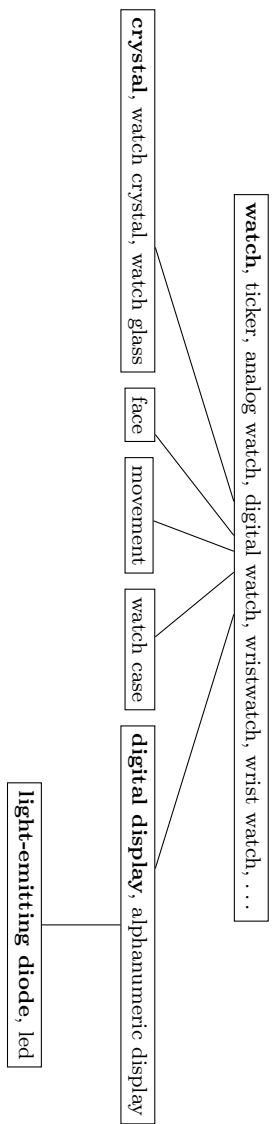 watch, ticker, analog watch, digital watch, wristwatch, wrist watch, . . .
crystal, watch crystal, watch glass
face
movement
watch case
digital display, alphanumeric display
light-emitting diode, led